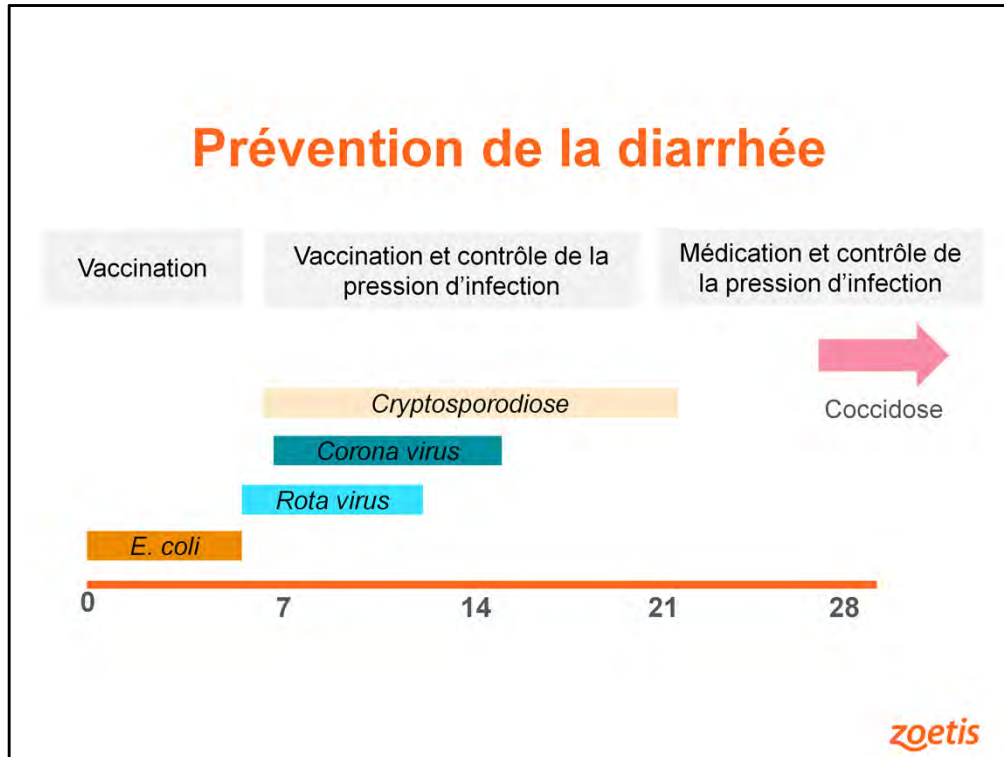 Prévention de la diarrhée
Vaccination
Vaccination et contrôle de la
pression d'infection
Médication et contrôle de
la pression d'infection
Cryptosporodiose
Coccidose
Corona virus
Rota virus
E. coli
0 7 14 21 28
zoetis